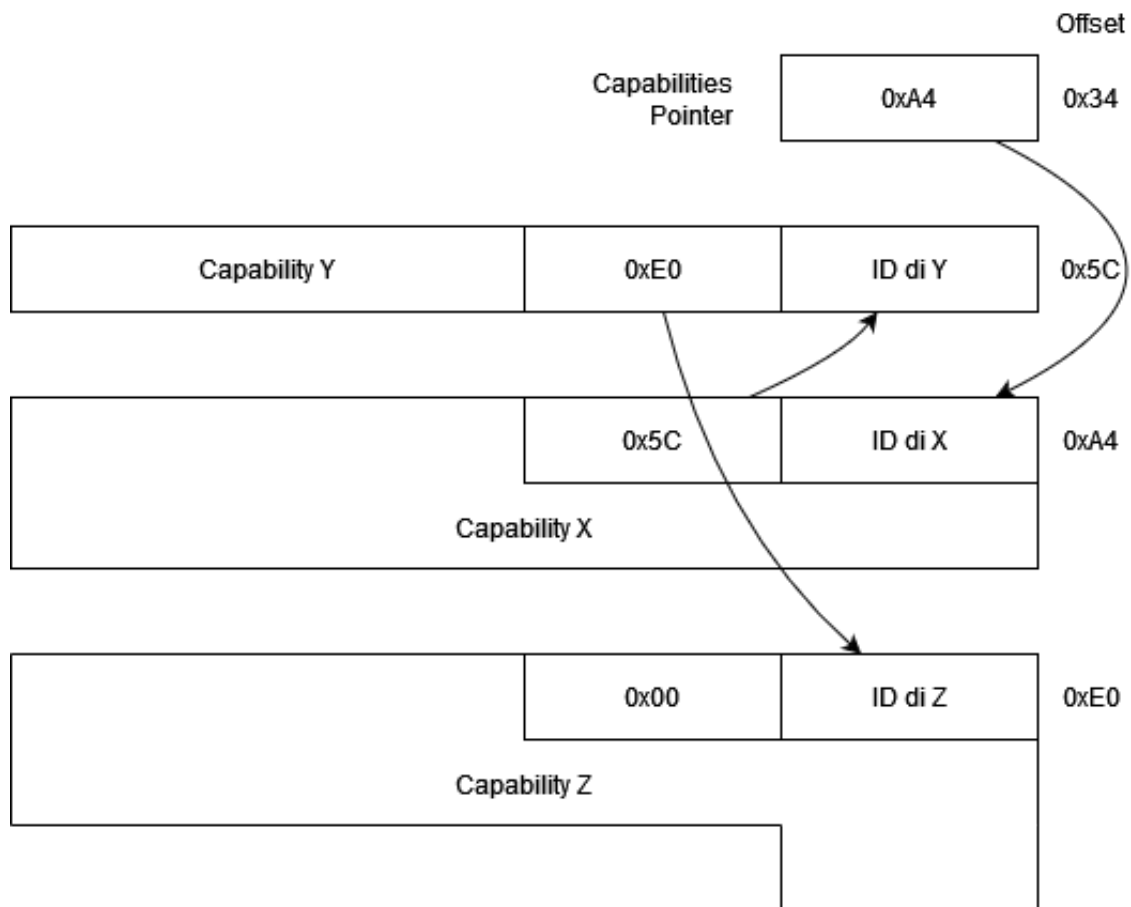 Offset
Capabilities
Pointer
0xA4
0x34
Capability Y
0xE0
ID di Y
0x5C
0x5C
ID di X
0xA4
Capability X
0x00
ID di Z
0xE0
Capability Z